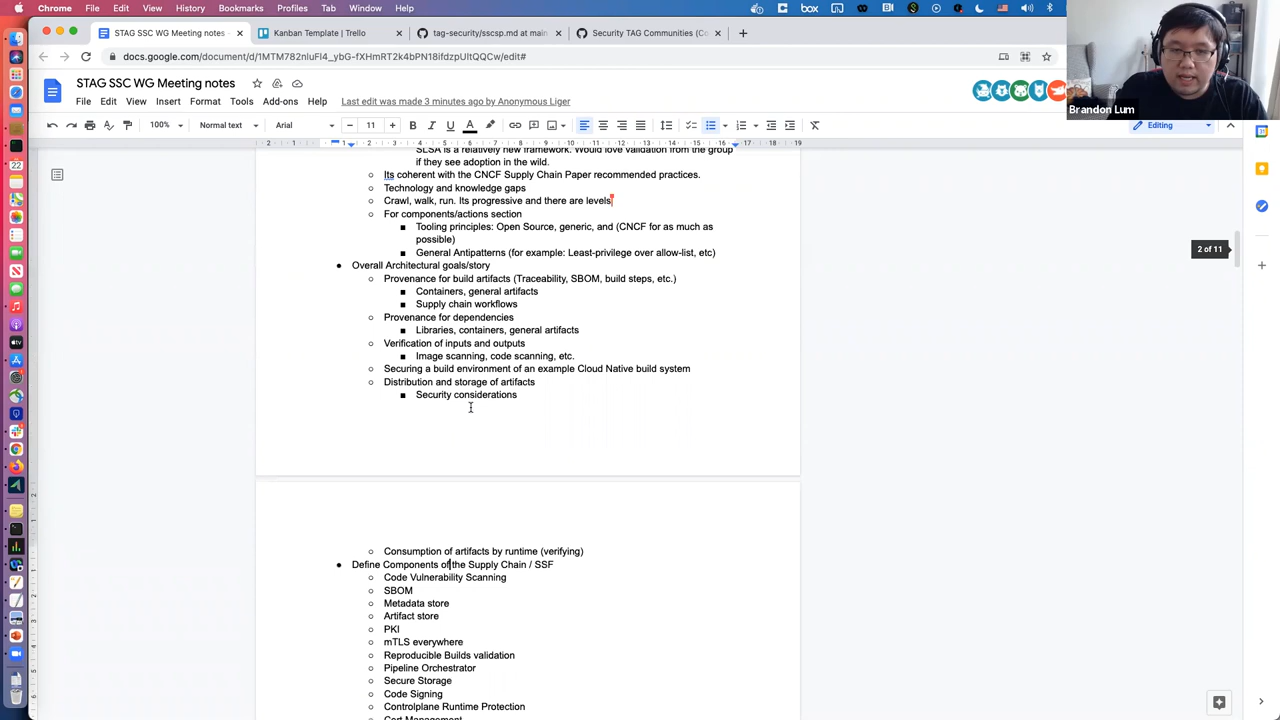 Chrome File Edit View History Bookmarks Profiles Tab Window Help
STAG SSC WG Meeting notes
Kanban Template | Trello
tag-security/sscsp.md at main
Security TAG Communities (Co
STAG SSC WG Meeting notes
File Edit View Insert Format Tools Add-ons Help Last edit was made 3 minutes ago by Anonymous Liger
Brandon Lum
100% Normal text Arial 11
Editing
SLSA is a relatively new framework. Would love validation from the group
if they see adoption in the wild.
Its coherent with the CNCF Supply Chain Paper recommended practices.
Technology and knowledge gaps
Crawl, walk, run. Its progressive and there are levels
For components/actions section
Tooling principles: Open Source, generic, and (CNCF for as much as
possible)
General Antipatterns (for example: Least-privilege over allow-list, etc)
2 of 11
Overall Architectural goals/story
Provenance for build artifacts (Traceability, SBOM, build steps, etc.)
Containers, general artifacts
Supply chain workflows
Provenance for dependencies
Libraries, containers, general artifacts
Verification of inputs and outputs
Image scanning, code scanning, etc.
Securing a build environment of an example Cloud Native build system
Distribution and storage of artifacts
Security considerations
Consumption of artifacts by runtime (verifying)
Define Components of the Supply Chain / SSF
Code Vulnerability Scanning
SBOM
Metadata store
Artifact store
PKI
mTLS everywhere
Reproducible Builds validation
Pipeline Orchestrator
Secure Storage
Code Signing
Controlplane Runtime Protection
Cert Management